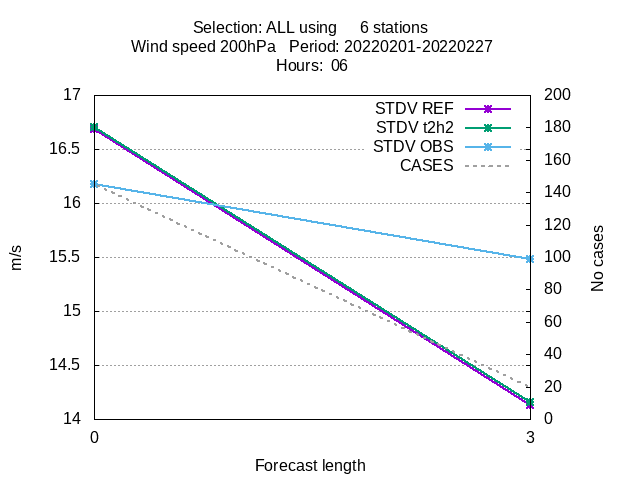 Selection: ALL using 6 stations
Wind speed 200hPa Period: 20220201-20220227
Hours: 06
17
16.5
16
15.5
15
14.5
14
200
180
160
140
120
100
80
60
40
20
0
STDV REF
STDV t2h2
STDV OBS
CASES
m/s
No cases
0
3
Forecast length